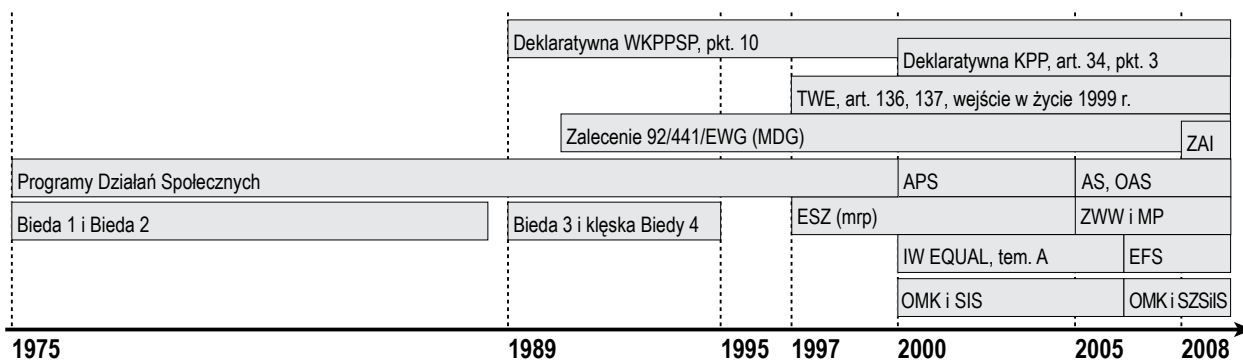 Deklaratywna WKPPSP, pkt. 10
Deklaratywna KPP, art. 34, pkt. 3
TWE, art. 136, 137, wejście w życie 1999 r.
Zalecenie 92/441/EWG (MDG)
ZAI
Programy Działań Społecznych
APS
AS, OAS
Bieda 1 i Bieda 2
Bieda 3 i klęska Biedy 4
ESZ (mrp)
ZWW i MP
IW EQUAL, tem. A
EFS
OMK i SIS
OMK i SZSiIS
1975
1989
1995
1997
2000
2005
2008